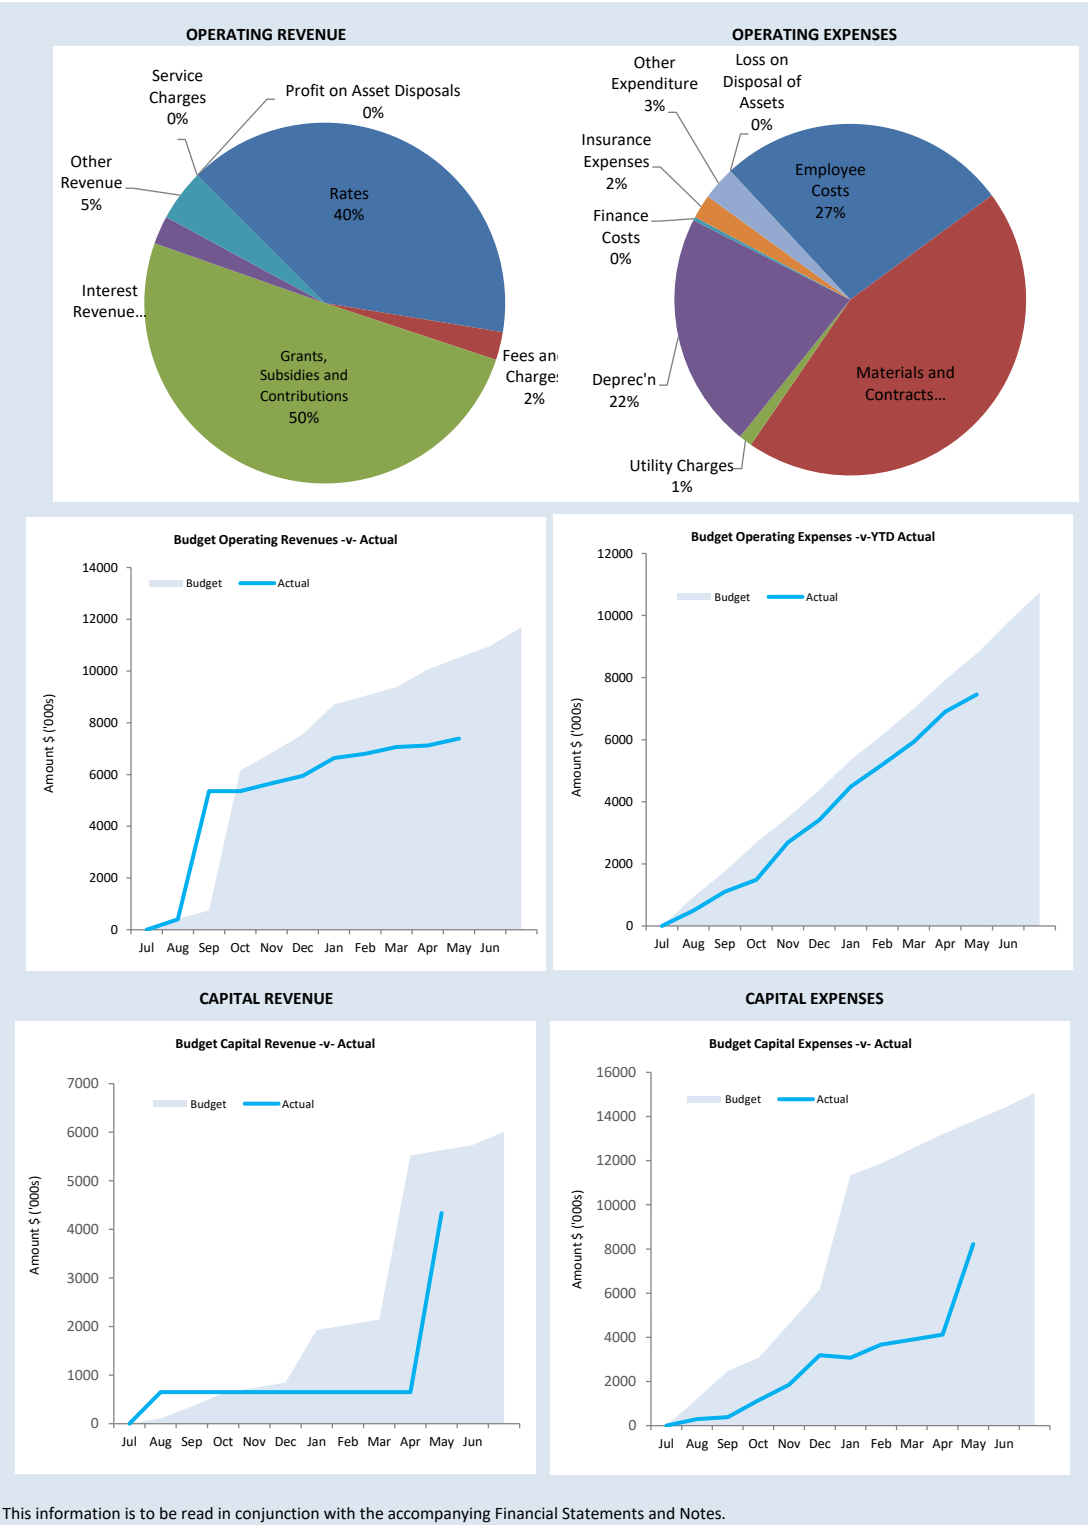 OPERATING REVENUE
Service
Charges
0%
Profit on Asset Disposals
0%
Other
Revenue
5%
Rates
40%
Interest
Revenue...
Grants,
Subsidies and
Contributions
50%
Fees and
Charges
2%
OPERATING EXPENSES
Other
Expenditure
3%
Loss on
Disposal of
Assets
0%
Insurance
Expenses
2%
Employee
Costs
27%
Finance
Costs
0%
Deprec'n
22%
Materials and
Contracts...
Utility Charges
1%
Budget Operating Revenues -v- Actual
Budget Actual
Amount $ ('000s)
14000
12000
10000
8000
6000
4000
2000
0
Jul Aug Sep Oct Nov Dec Jan Feb Mar Apr May Jun
Budget Operating Expenses -v-YTD Actual
Budget Actual
Amount $ ('000s)
12000
10000
8000
6000
4000
2000
0
Jul Aug Sep Oct Nov Dec Jan Feb Mar Apr May Jun
CAPITAL REVENUE
Budget Capital Revenue -v- Actual
Budget Actual
Amount $ ('000s)
7000
6000
5000
4000
3000
2000
1000
0
Jul Aug Sep Oct Nov Dec Jan Feb Mar Apr May Jun
CAPITAL EXPENSES
Budget Capital Expenses -v- Actual
Budget Actual
Amount $ ('000s)
16000
14000
12000
10000
8000
6000
4000
2000
0
Jul Aug Sep Oct Nov Dec Jan Feb Mar Apr May Jun
This information is to be read in conjunction with the accompanying Financial Statements and Notes.